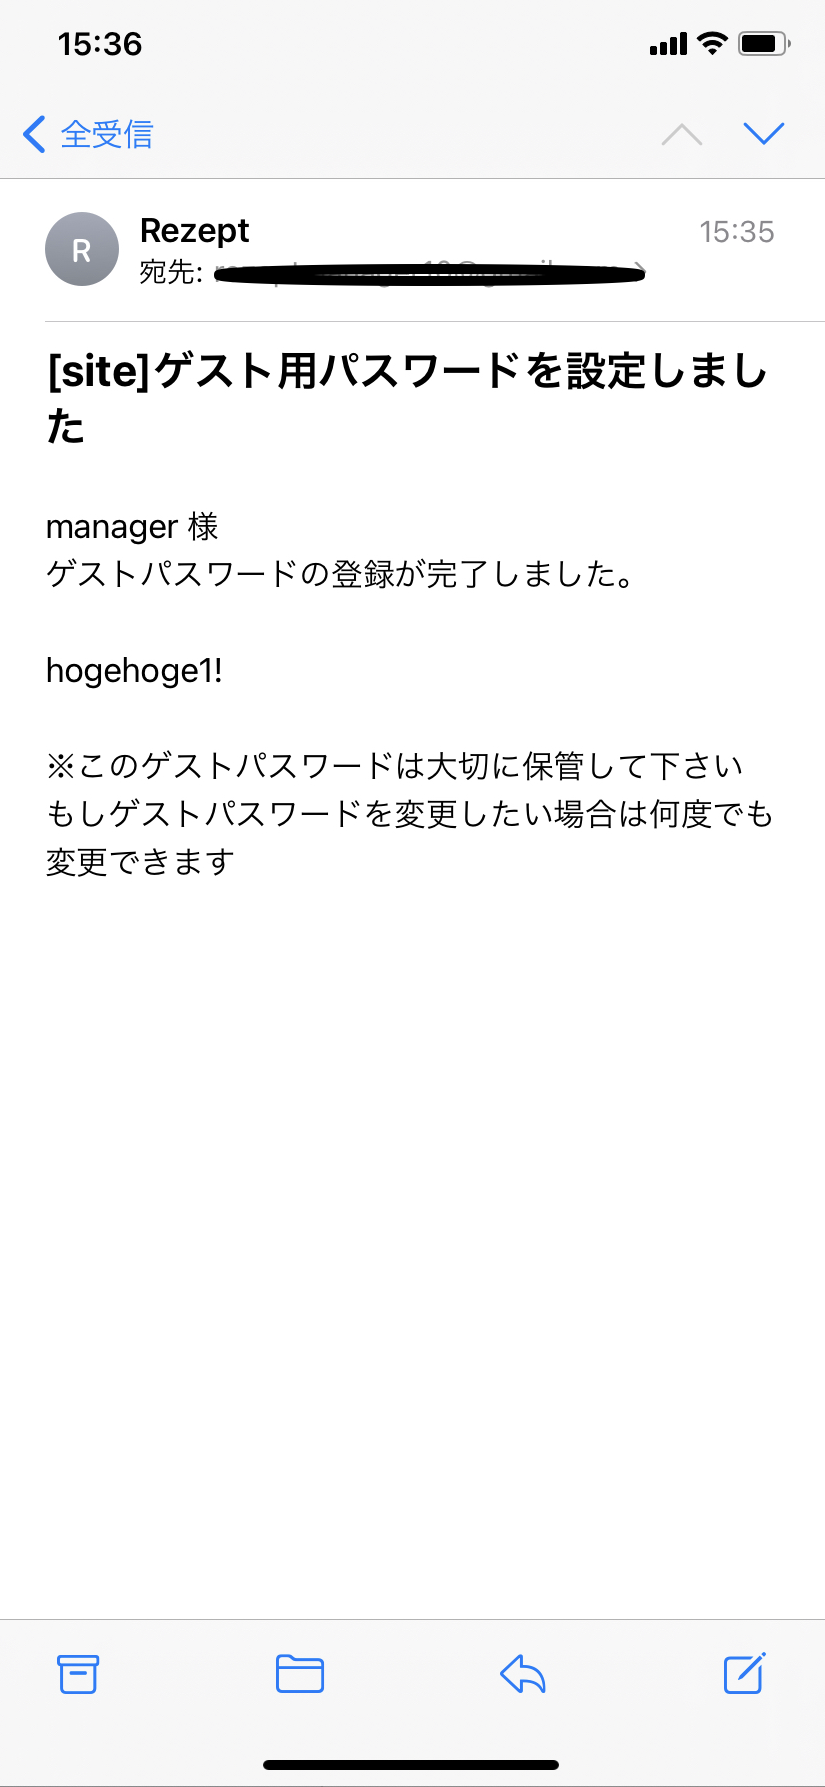 15:36
全受信
R
Rezept
15:35
宛先:
[site]ゲスト用パスワードを設定しまし
た
manager 様
ゲストパスワードの登録が完了しました。
hogehoge1!
※このゲストパスワードは大切に保管して下さい
もしゲストパスワードを変更したい場合は何度でも
変更できます